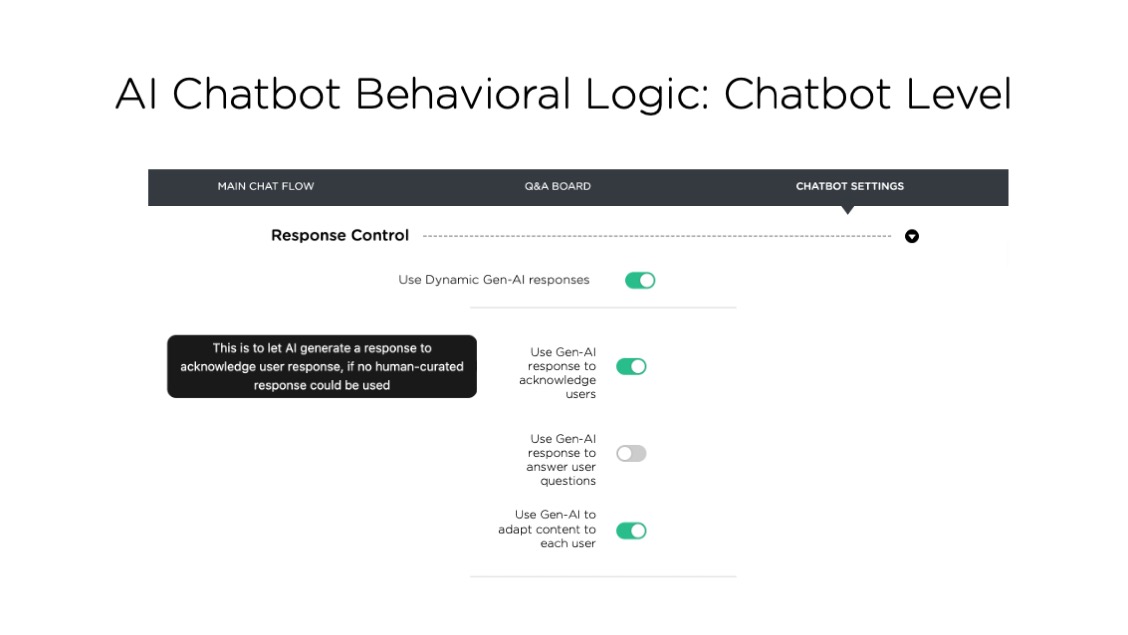 AI Chatbot Behavioral Logic: Chatbot Level
MAIN CHAT FLOW
Q&A BOARD
CHATBOT SETTINGS
Response Control
Use Dynamic Gen-AI responses
This is to let AI generate a response to
acknowledge user response, if no human-curated
response could be used
Use Gen-AI
response to
acknowledge
users
Use Gen-AI
response to
answer user
questions
Use Gen-AI to
adapt content to
each user